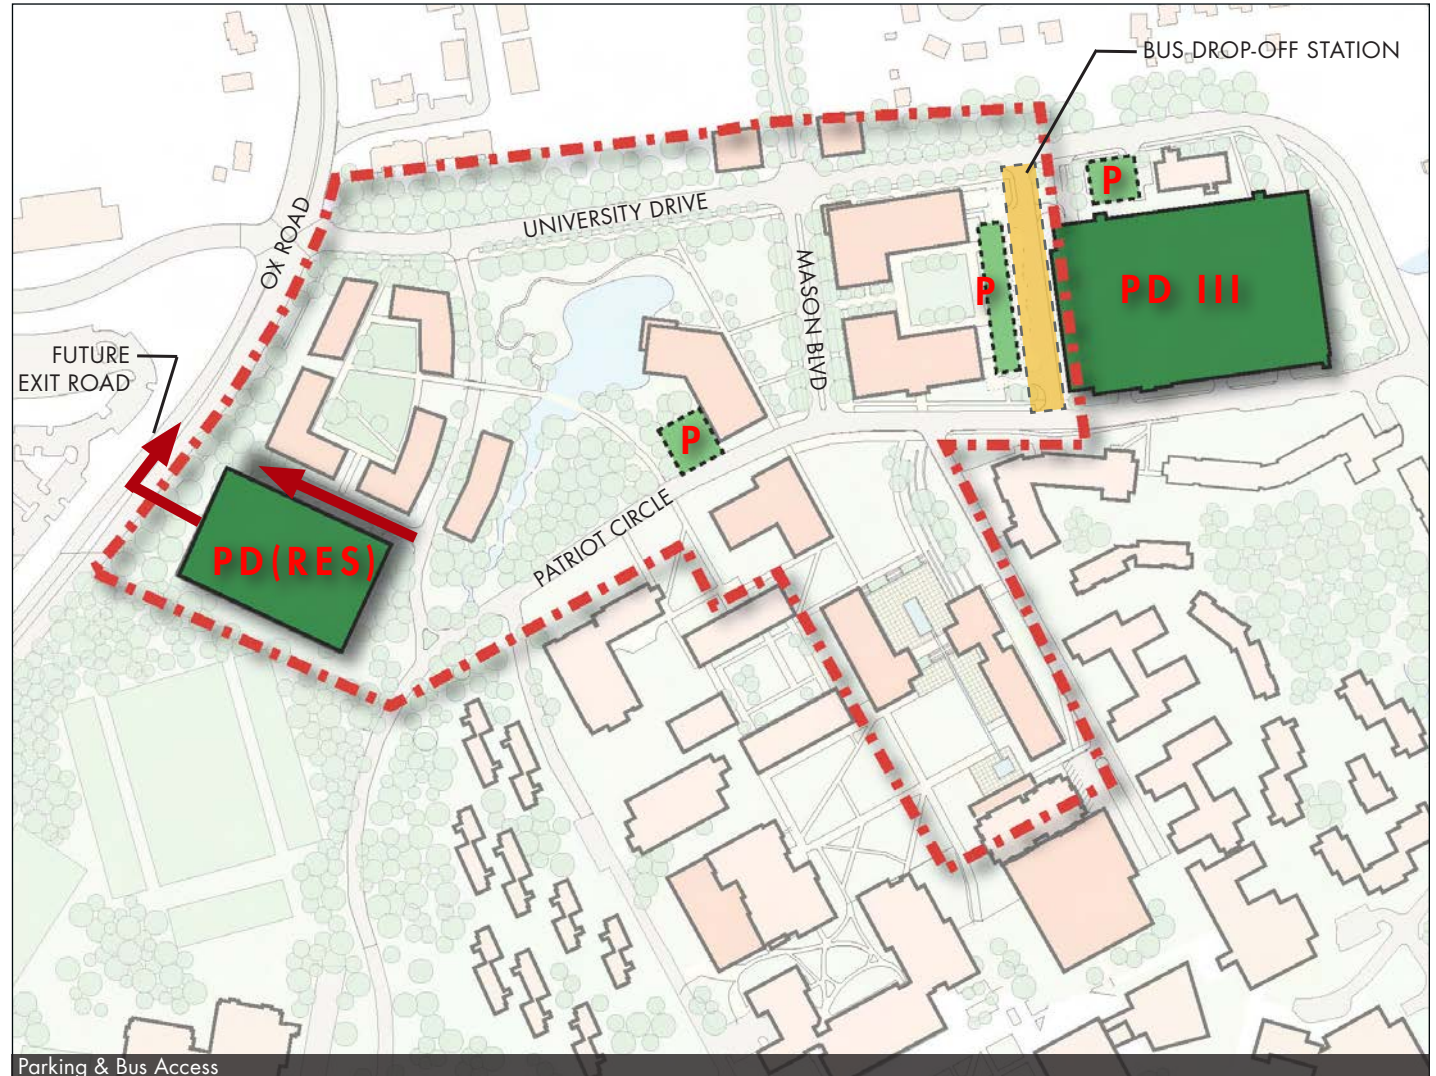 BUS DROP-OFF STATION
P
UNIVERSITY DRIVE
OX ROAD
MASON BLVD
P
PD III
FUTURE
EXIT ROAD
P
PATRIOT CIRCLE
PD(RES)
Parking & Bus Access